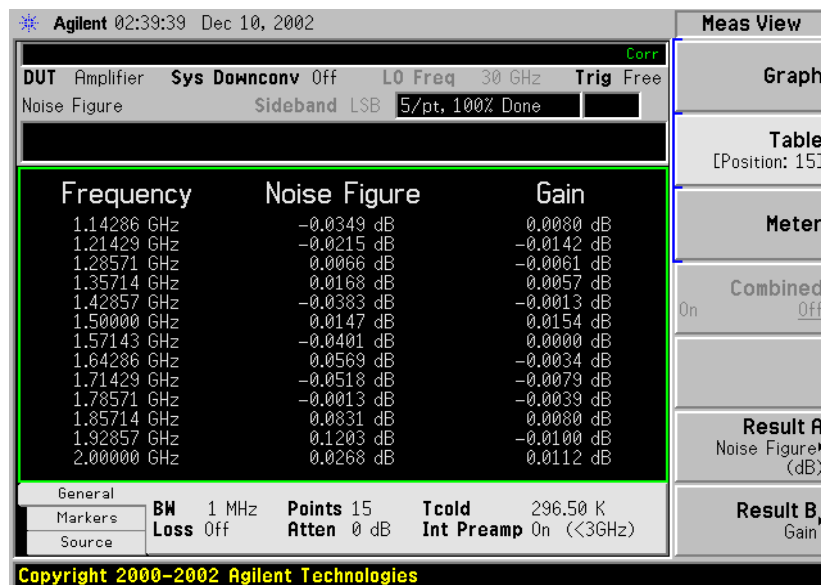 Agilent 02:39:39 Dec 10, 2002
Meas View
Corr
DUT Amplifier Sys Downconv Off LO Freq 30 GHz Trig Free
Noise Figure Sideband LSB 5/pt, 100% Done
Frequency Noise Figure Gain
1.14286 GHz −0.0349 dB 0.0080 dB
1.21429 GHz −0.0215 dB −0.0142 dB
1.28571 GHz 0.0066 dB −0.0061 dB
1.35714 GHz 0.0168 dB 0.0057 dB
1.42857 GHz −0.0383 dB −0.0013 dB
1.50000 GHz 0.0147 dB 0.0154 dB
1.57143 GHz −0.0401 dB 0.0000 dB
1.64286 GHz 0.0569 dB −0.0034 dB
1.71429 GHz −0.0518 dB −0.0079 dB
1.78571 GHz −0.0013 dB −0.0039 dB
1.85714 GHz 0.0831 dB 0.0080 dB
1.92857 GHz 0.1203 dB −0.0100 dB
2.00000 GHz 0.0268 dB 0.0112 dB
General
Markers
Source
BW 1 MHz Points 15 Tcold 296.50 K
Loss Off Atten 0 dB Int Preamp On (<3GHz)
Copyright 2000-2002 Agilent Technologies
Graph
Table
[Position: 15]
Meter
Combined
On Off
Result A
Noise Figure
(dB)
Result B,
Gain